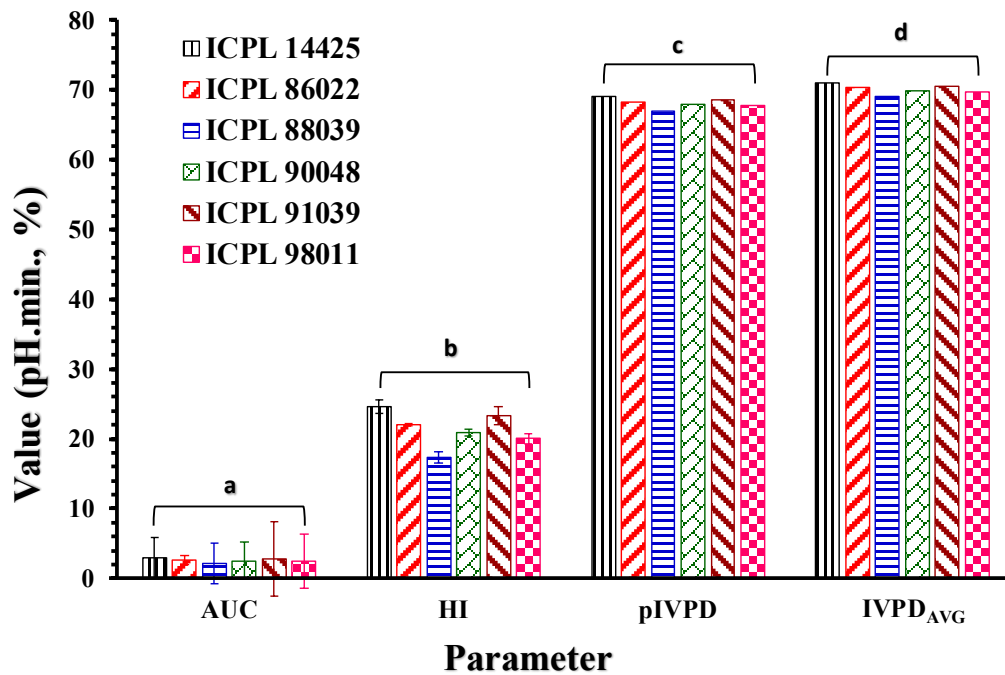 80
70
60
50
40
30
20
10
0
Value (pH.min., %)
ICPL 14425
ICPL 86022
ICPL 88039
ICPL 90048
ICPL 91039
ICPL 98011
a
b
c
d
AUC
HI
pIVPD
IVPD_AVG
Parameter